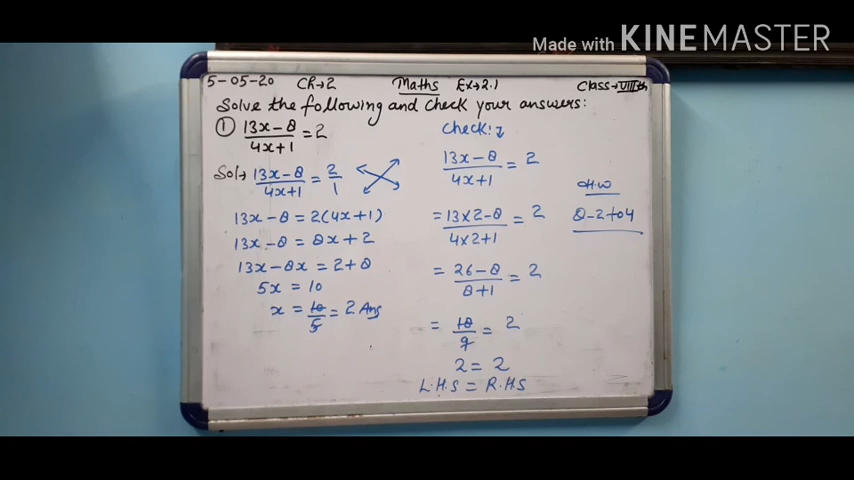 Made with KINEMASTER
5-05-20 Ch→2 Maths Ex→2.1 Class→VIIIth
Solve the following and check your answers:
① 13x-8/4x+1 = 2
Sol→ 13x-8/4x+1 = 2/1
13x-8 = 2(4x+1)
13x-8 = 8x+2
13x-8x = 2+8
5x = 10
x = 10/5 = 2 Ans
Check:↓
13x-8/4x+1 = 2
= 13×2-8/4×2+1 = 2
= 26-8/8+1 = 2
= 18/9 = 2
2 = 2
L.H.S = R.H.S
H.W
Q-2 to 4